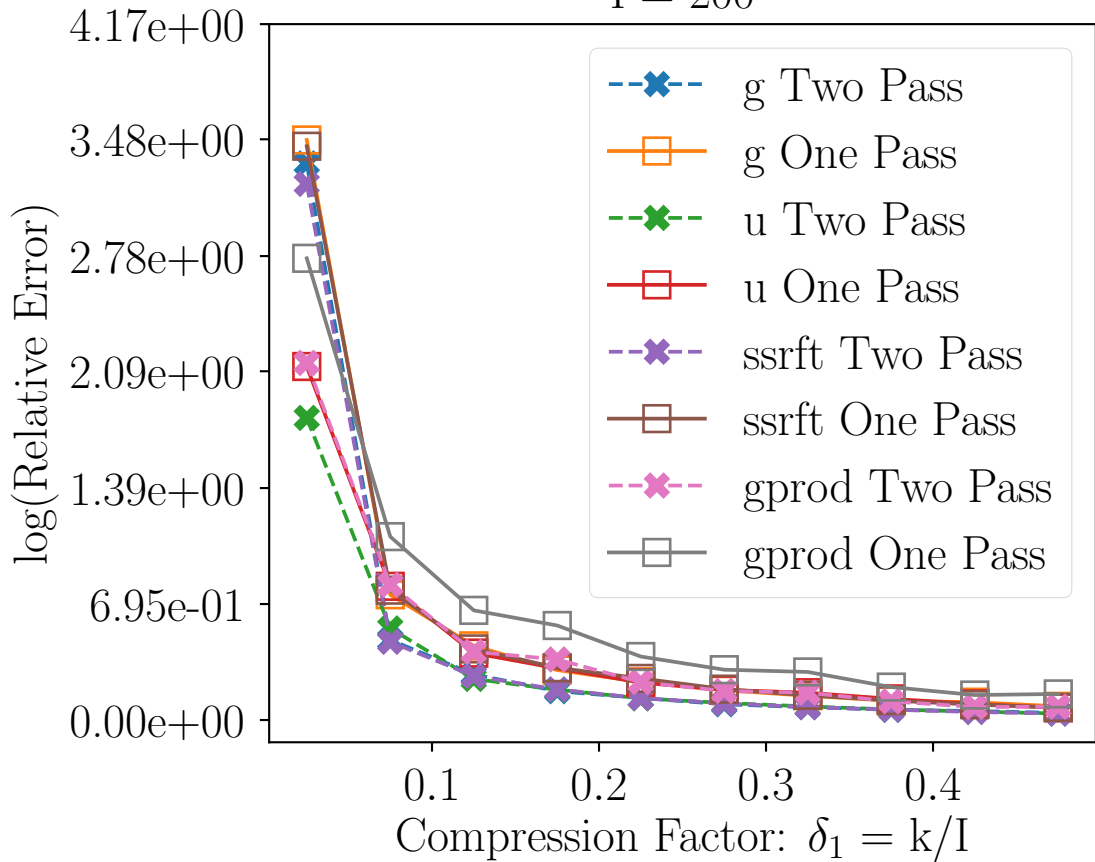 4.17e+00
3.48e+00
2.78e+00
2.09e+00
1.39e+00
6.95e-01
0.00e+00
log(Relative Error)
g Two Pass
g One Pass
u Two Pass
u One Pass
ssrft Two Pass
ssrft One Pass
gprod Two Pass
gprod One Pass
0.1 0.2 0.3 0.4
Compression Factor: δ₁ = k/I